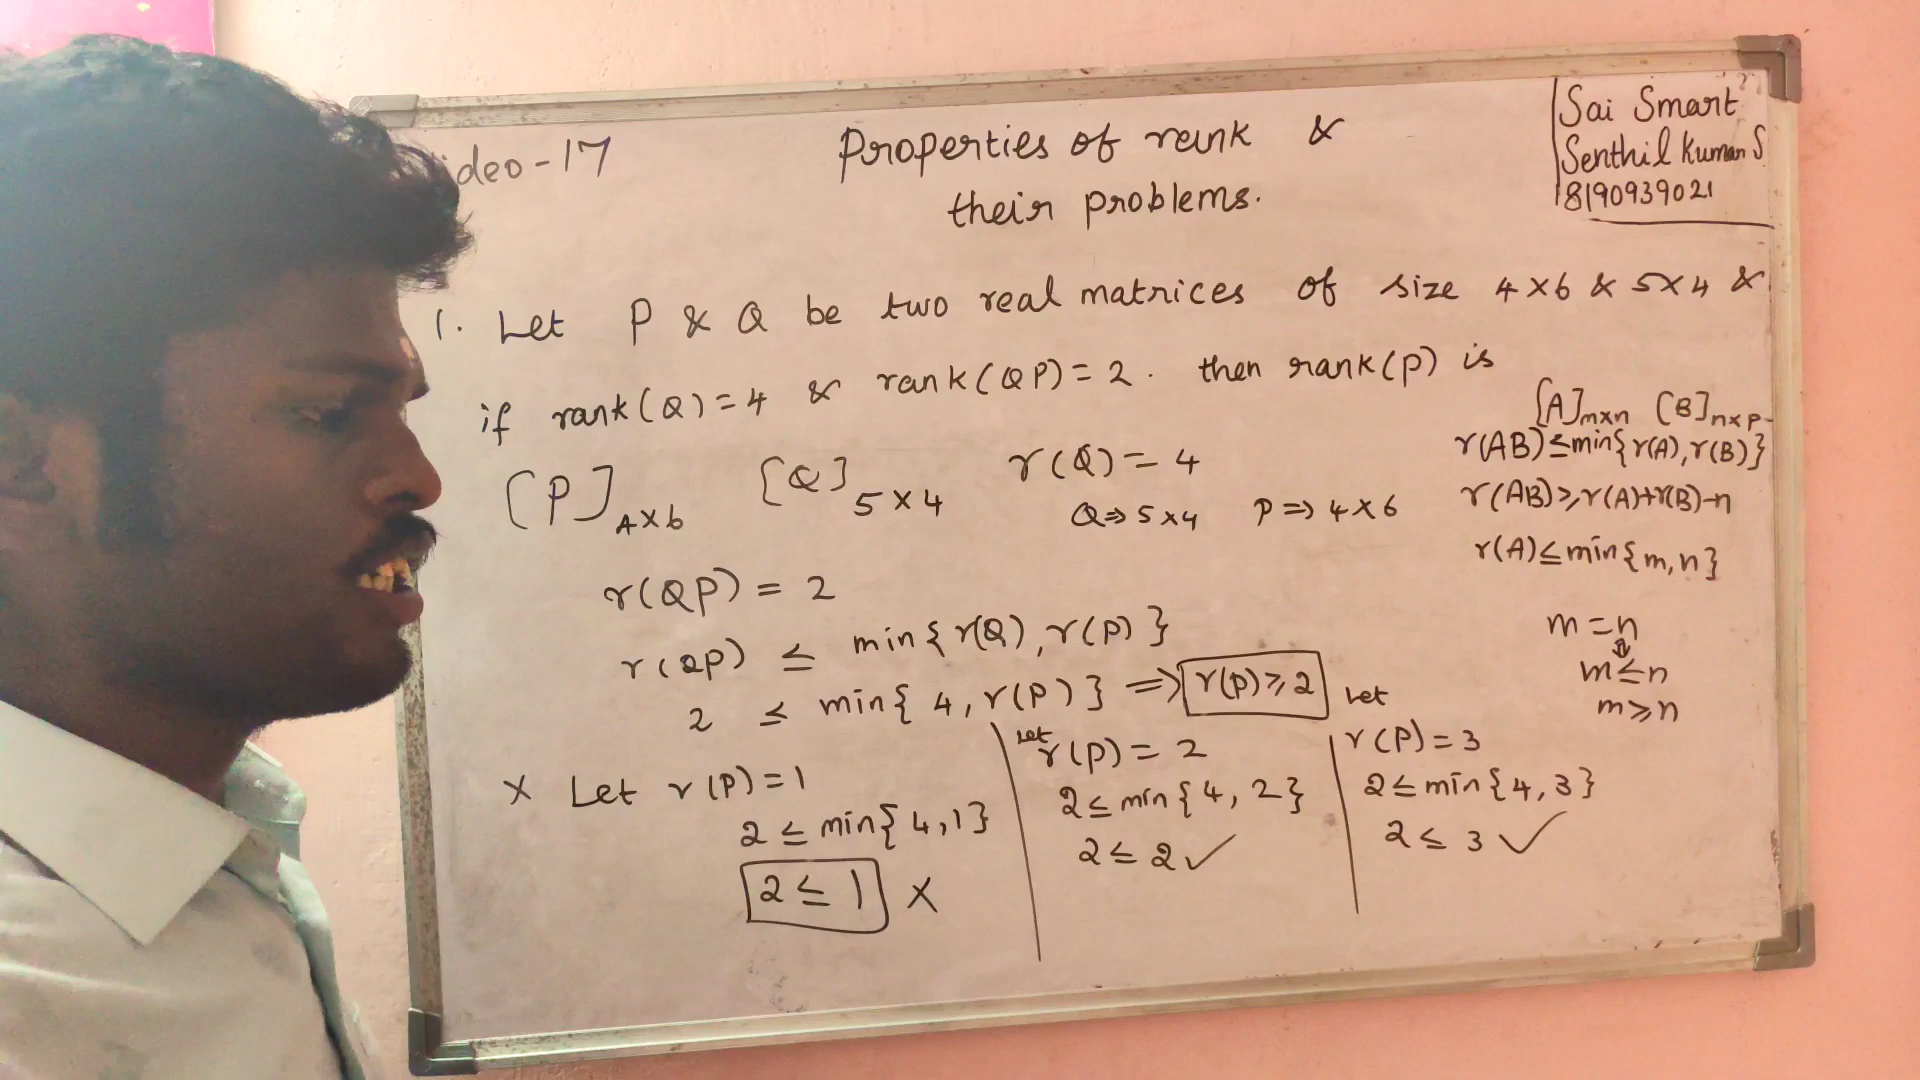 ideo-17
Properties of rank &
their problems.
Sai Smart
Senthil Kumar S
8190939021
1. Let P & Q be two real matrices of size 4×6 & 5×4 &
if rank(Q)=4 & rank(QP)=2. then rank(P) is
[P]4×6 [Q]5×4 r(Q)=4
Q⇒5×4 P⇒4×6
[A]m×n [B]n×p
r(AB)≤min{r(A),r(B)}
r(AB)≥r(A)+r(B)-n
r(A)≤min{m,n}
m=n
⇕
m≤n
m≥n
r(QP) = 2
r(QP) ≤ min{r(Q),r(P)}
2 ≤ min{4,r(P)} ⇒ r(P)≥2
× Let r(P)=1
2≤min{4,1}
2≤1 ×
Let r(P)=2
2≤min{4,2}
2≤2✓
Let
r(P)=3
2≤min{4,3}
2≤3✓